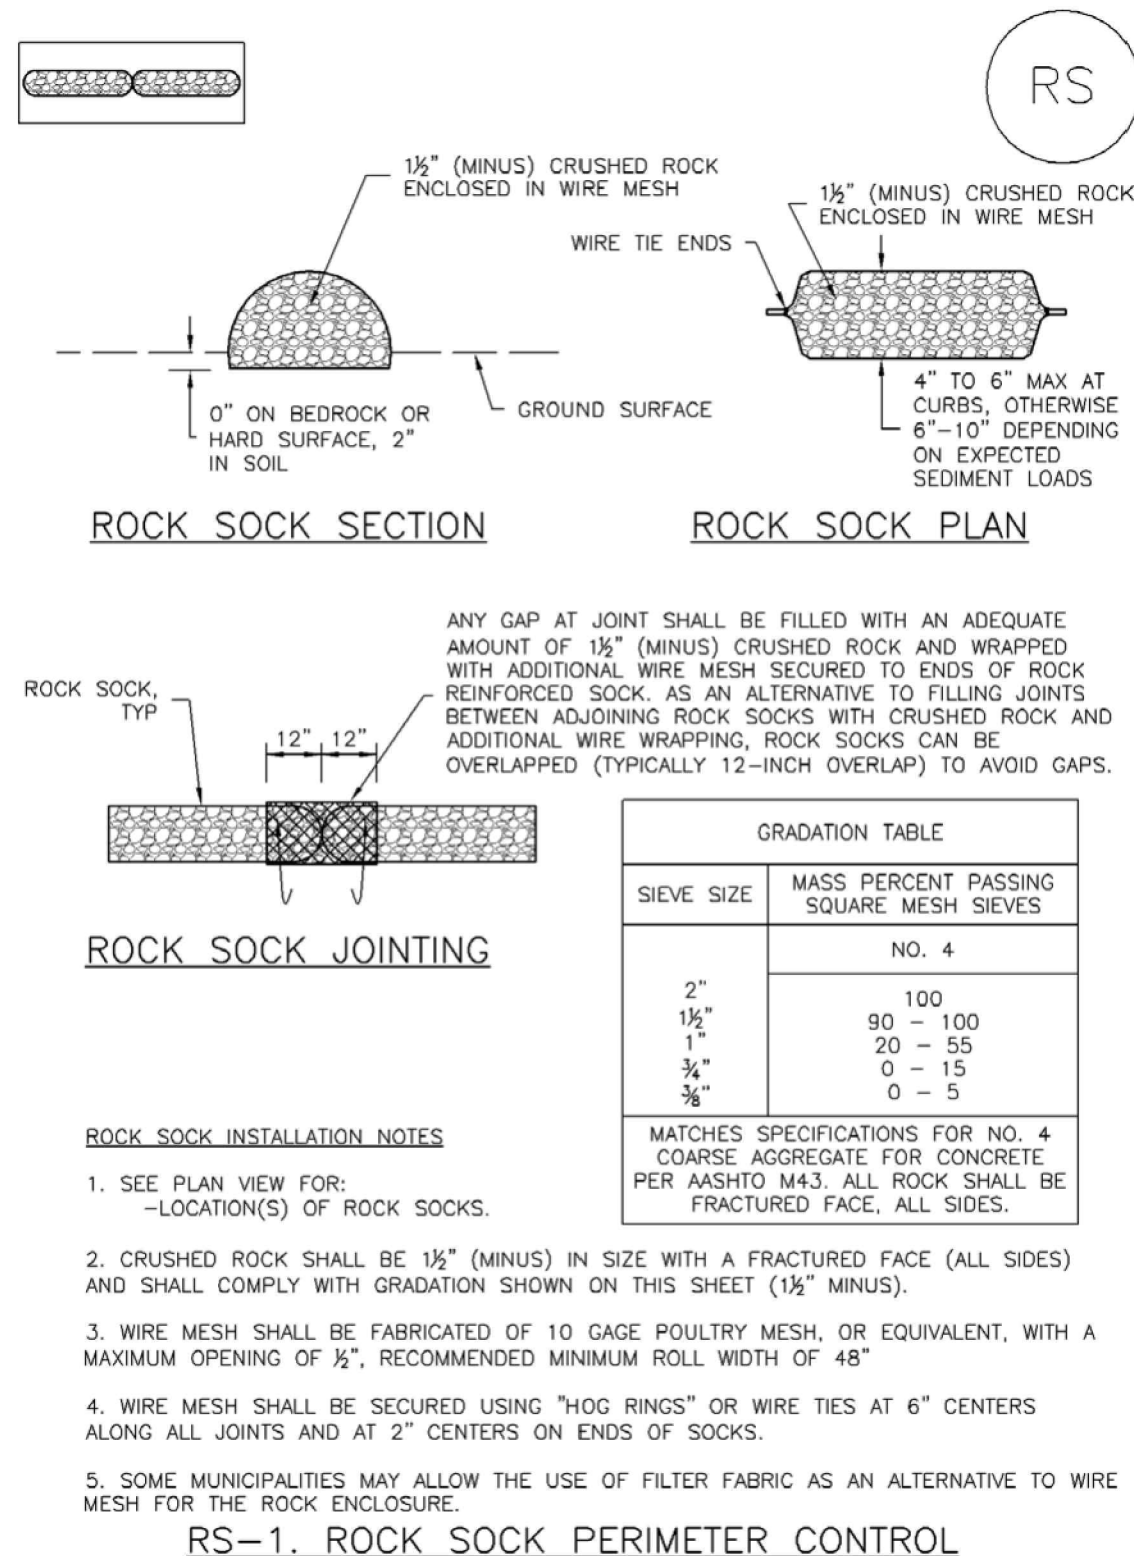 RS
1½" (MINUS) CRUSHED ROCK
ENCLOSED IN WIRE MESH
0" ON BEDROCK OR
HARD SURFACE, 2"
IN SOIL
GROUND SURFACE
ROCK SOCK SECTION
1½" (MINUS) CRUSHED ROCK
ENCLOSED IN WIRE MESH
WIRE TIE ENDS
4" TO 6" MAX AT
CURBS, OTHERWISE
6"-10" DEPENDING
ON EXPECTED
SEDIMENT LOADS
ROCK SOCK PLAN
ANY GAP AT JOINT SHALL BE FILLED WITH AN ADEQUATE
AMOUNT OF 1½" (MINUS) CRUSHED ROCK AND WRAPPED
WITH ADDITIONAL WIRE MESH SECURED TO ENDS OF ROCK
REINFORCED SOCK. AS AN ALTERNATIVE TO FILLING JOINTS
BETWEEN ADJOINING ROCK SOCKS WITH CRUSHED ROCK AND
ADDITIONAL WIRE WRAPPING, ROCK SOCKS CAN BE
OVERLAPPED (TYPICALLY 12-INCH OVERLAP) TO AVOID GAPS.
ROCK SOCK,
TYP
12" 12"
ROCK SOCK JOINTING
GRADATION TABLE
SIEVE SIZE
MASS PERCENT PASSING
SQUARE MESH SIEVES
NO. 4
2" 100
1½" 90 - 100
1" 20 - 55
¾" 0 - 15
⅜" 0 - 5
MATCHES SPECIFICATIONS FOR NO. 4
COARSE AGGREGATE FOR CONCRETE
PER AASHTO M43. ALL ROCK SHALL BE
FRACTURED FACE, ALL SIDES.
ROCK SOCK INSTALLATION NOTES
1. SEE PLAN VIEW FOR:
-LOCATION(S) OF ROCK SOCKS.
2. CRUSHED ROCK SHALL BE 1½" (MINUS) IN SIZE WITH A FRACTURED FACE (ALL SIDES)
AND SHALL COMPLY WITH GRADATION SHOWN ON THIS SHEET (1½" MINUS).
3. WIRE MESH SHALL BE FABRICATED OF 10 GAGE POULTRY MESH, OR EQUIVALENT, WITH A
MAXIMUM OPENING OF ½", RECOMMENDED MINIMUM ROLL WIDTH OF 48"
4. WIRE MESH SHALL BE SECURED USING "HOG RINGS" OR WIRE TIES AT 6" CENTERS
ALONG ALL JOINTS AND AT 2" CENTERS ON ENDS OF SOCKS.
5. SOME MUNICIPALITIES MAY ALLOW THE USE OF FILTER FABRIC AS AN ALTERNATIVE TO WIRE
MESH FOR THE ROCK ENCLOSURE.
RS-1. ROCK SOCK PERIMETER CONTROL